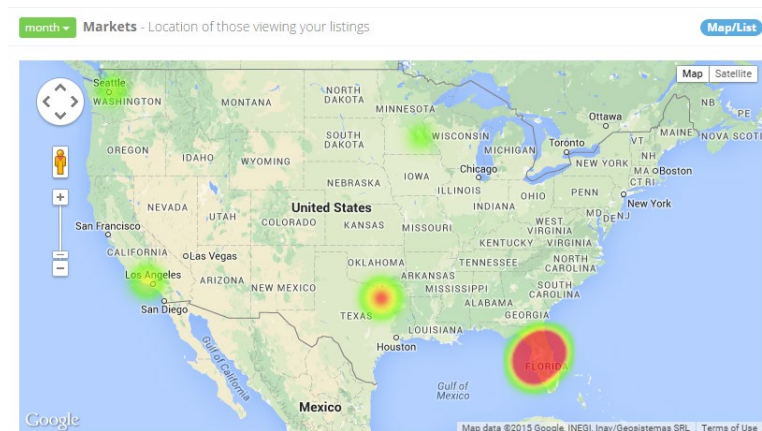 month Markets - Location of those viewing your listings
Map/List
Map Satellite
Seattle
WASHINGTON
MONTANA
NORTH DAKOTA
MINNESOTA
Ottawa
NB
PE
MAINE
NOVA SCOTI
OREGON
IDAHO
WYOMING
SOUTH DAKOTA
WISCONSIN
MICHIGAN
Toronto
VT
NH
NEW YORK
MA
Boston
CT RI
Chicago
IOWA
NEBRASKA
ILLINOIS
INDIANA
OHIO
PENN
New York
NEVADA
UTAH
COLORADO
United States
KANSAS
MISSOURI
WEST VIRGINIA
MD
DE
NJ
San Francisco
KENTUCKY
VIRGINIA
CALIFORNIA
Las Vegas
OKLAHOMA
TENNESSEE
NORTH CAROLINA
Los Angeles
ARIZONA
NEW MEXICO
ARKANSAS
MISSISSIPPI
SOUTH CAROLINA
San Diego
TEXAS
ALABAMA
GEORGIA
LOUISIANA
Houston
FLORIDA
Gulf of California
Gulf of Mexico
Mexico
Google
Map data ©2015 Google, INEGI, Inav/Geosistemas SRL Terms of Use